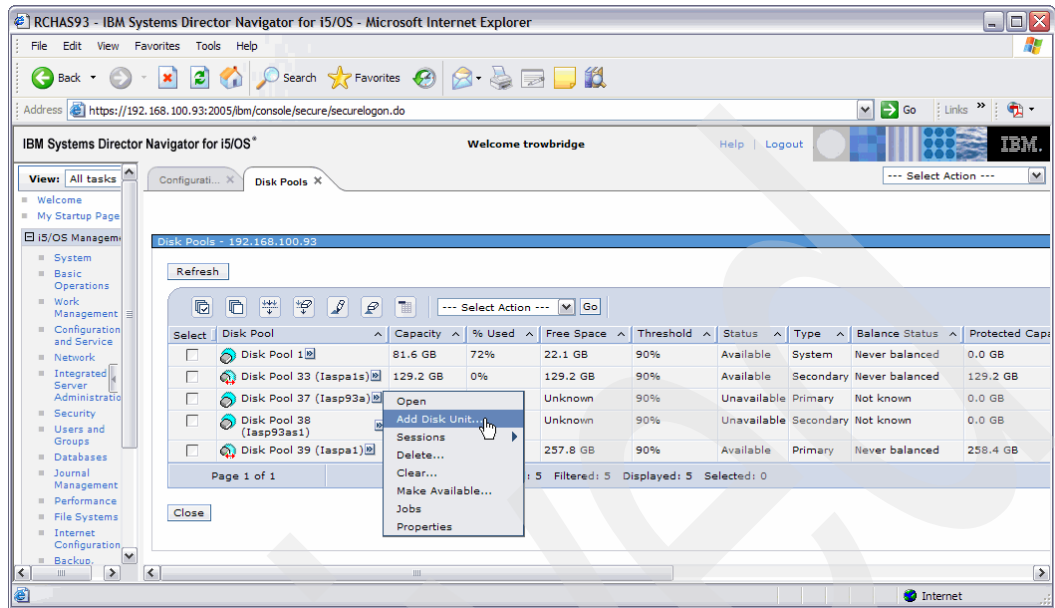 RCHAS93 - IBM Systems Director Navigator for i5/OS - Microsoft Internet Explorer
File Edit View Favorites Tools Help
Back Search Favorites
Address https://192.168.100.93:2005/ibm/console/secure/securelogon.do Go Links »
IBM Systems Director Navigator for i5/OS® Welcome trowbridge Help | Logout IBM.
View: All tasks Configurati... X Disk Pools X --- Select Action ---
Welcome
My Startup Page
i5/OS Managem
System
Basic
Operations
Work
Management
Configuration
and Service
Network
Integrated
Server
Administratio
Security
Users and
Groups
Databases
Journal
Management
Performance
File Systems
Internet
Configuration
Backup,
Disk Pools - 192.168.100.93
Refresh
--- Select Action --- Go
Select Disk Pool Capacity % Used Free Space Threshold Status Type Balance Status Protected Capa
Disk Pool 1 81.6 GB 72% 22.1 GB 90% Available System Never balanced 0.0 GB
Disk Pool 33 (Iaspa1s) 129.2 GB 0% 129.2 GB 90% Available Secondary Never balanced 129.2 GB
Disk Pool 37 (Iasp93a) Unknown 90% Unavailable Primary Not known 0.0 GB
Disk Pool 38
(Iasp93as1) Unknown 90% Unavailable Secondary Not known 0.0 GB
Disk Pool 39 (Iaspa1) 257.8 GB 90% Available Primary Never balanced 258.4 GB
Page 1 of 1 : 5 Filtered: 5 Displayed: 5 Selected: 0
Open
Add Disk Unit...
Sessions
Delete...
Clear...
Make Available...
Jobs
Properties
Close
Internet